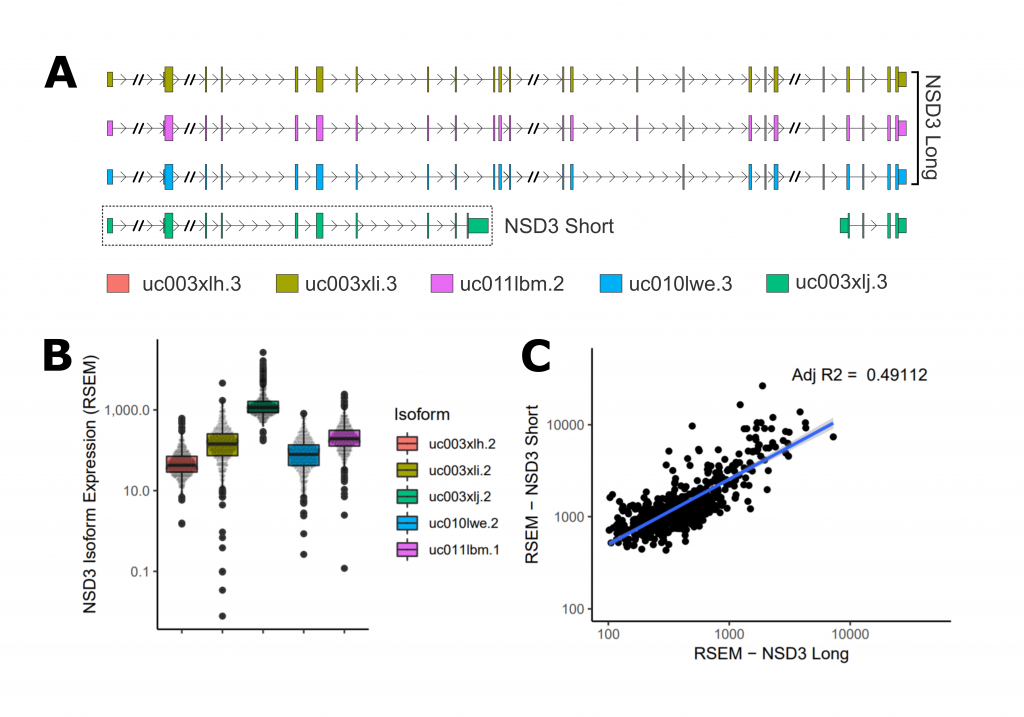 A
NSD3 Long
NSD3 Short
uc003xlh.3 uc003xli.3 uc011lbm.2 uc010lwe.3 uc003xlj.3
B
NSD3 Isoform Expression (RSEM)
1,000.0
10.0
0.1
Isoform
uc003xlh.2
uc003xli.2
uc003xlj.2
uc010lwe.2
uc011lbm.1
C
RSEM − NSD3 Short
Adj R2 = 0.49112
10000
1000
100
100 1000 10000
RSEM − NSD3 Long